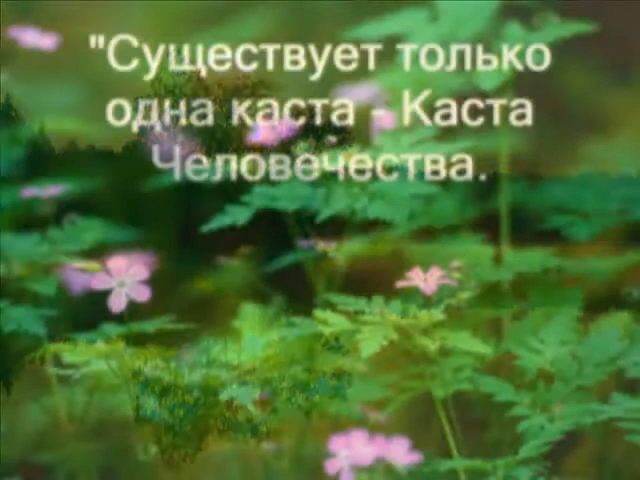 "Существует только
одна каста - Каста
Человечества.